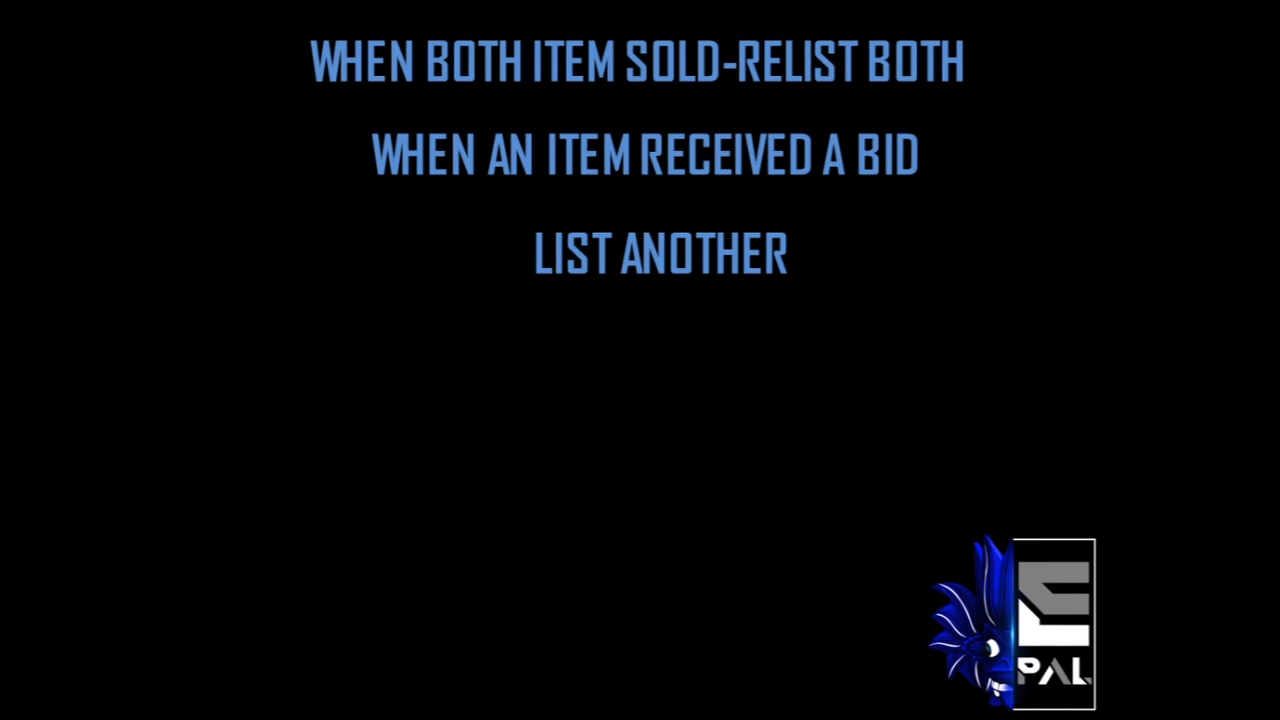 WHEN BOTH ITEM SOLD-RELIST BOTH
WHEN AN ITEM RECEIVED A BID
LIST ANOTHER
E
PAL